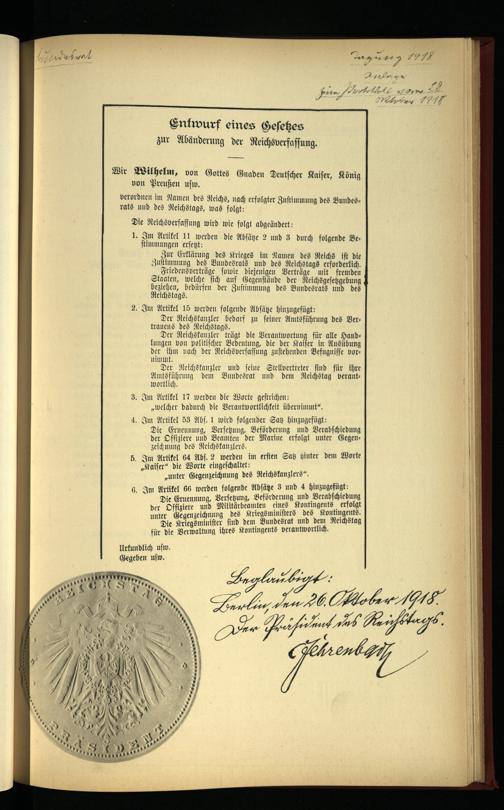 Bundesrat
Tagung 1918
Anlage
zum Protokoll vom 28
Oktober 1918
Entwurf eines Gesetzes
zur Abänderung der Reichsverfassung.
Wir Wilhelm, von Gottes Gnaden Deutscher Kaiser, König
von Preußen usw.
verordnen im Namen des Reichs, nach erfolgter Zustimmung des Bundes-
rats und des Reichstags, was folgt:
Die Reichsverfassung wird wie folgt abgeändert:
1. Im Artikel 11 werden die Absätze 2 und 3 durch folgende Be-
stimmungen ersetzt:
Zur Erklärung des Krieges im Namen des Reichs ist die
Zustimmung des Bundesrats und des Reichstags erforderlich.
Friedensverträge sowie diejenigen Verträge mit fremden
Staaten, welche sich auf Gegenstände der Reichsgesetzgebung
beziehen, bedürfen der Zustimmung des Bundesrats und des
Reichstags.
2. Im Artikel 15 werden folgende Absätze hinzugefügt:
Der Reichskanzler bedarf zu seiner Amtsführung des Ver-
trauens des Reichstags.
Der Reichskanzler trägt die Verantwortung für alle Hand-
lungen von politischer Bedeutung, die der Kaiser in Ausübung
der ihm nach der Reichsverfassung zustehenden Befugnisse vor-
nimmt.
Der Reichskanzler und seine Stellvertreter sind für ihre
Amtsführung dem Bundesrat und dem Reichstag verant-
wortlich.
3. Im Artikel 17 werden die Worte gestrichen:
„welcher dadurch die Verantwortlichkeit übernimmt“.
4. Im Artikel 53 Abs. 1 wird folgender Satz hinzugefügt:
Die Ernennung, Versetzung, Beförderung und Verabschiedung
der Offiziere und Beamten der Marine erfolgt unter Gegen-
zeichnung des Reichskanzlers.
5. Im Artikel 64 Abs. 2 werden im ersten Satz hinter dem Worte
„Kaiser“ die Worte eingeschaltet:
„unter Gegenzeichnung des Reichskanzlers“.
6. Im Artikel 66 werden folgende Absätze 3 und 4 hinzugefügt:
Die Ernennung, Versetzung, Beförderung und Verabschiedung
der Offiziere und Militärbeamten eines Kontingents erfolgt
unter Gegenzeichnung des Kriegsministers des Kontingents.
Die Kriegsminister sind dem Bundesrat und dem Reichstag
für die Verwaltung ihres Kontingents verantwortlich.
Urkundlich usw.
Gegeben usw.
Beglaubigt:
Berlin, den 26. Oktober 1918.
Der Präsident des Reichstags.
Fehrenbach
REICHSTAG
PRÄSIDENT